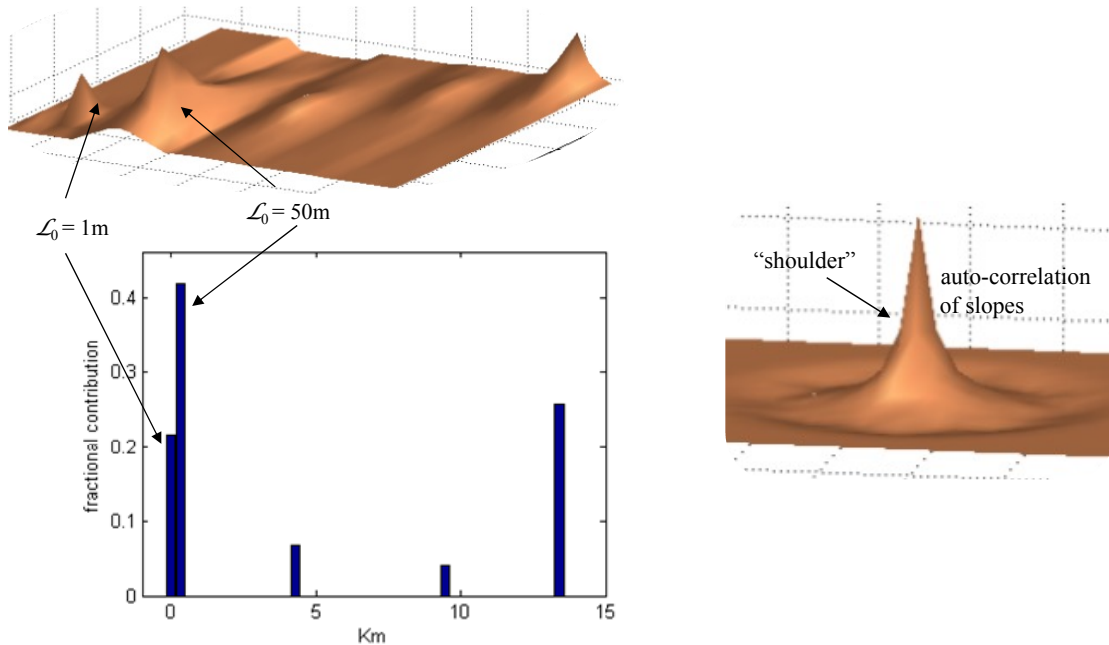 ℒ₀ = 1m
ℒ₀ = 50m
0.4
0.3
0.2
0.1
0
fractional contribution
0 5 10 15
Km
“shoulder”
auto-correlation
of slopes